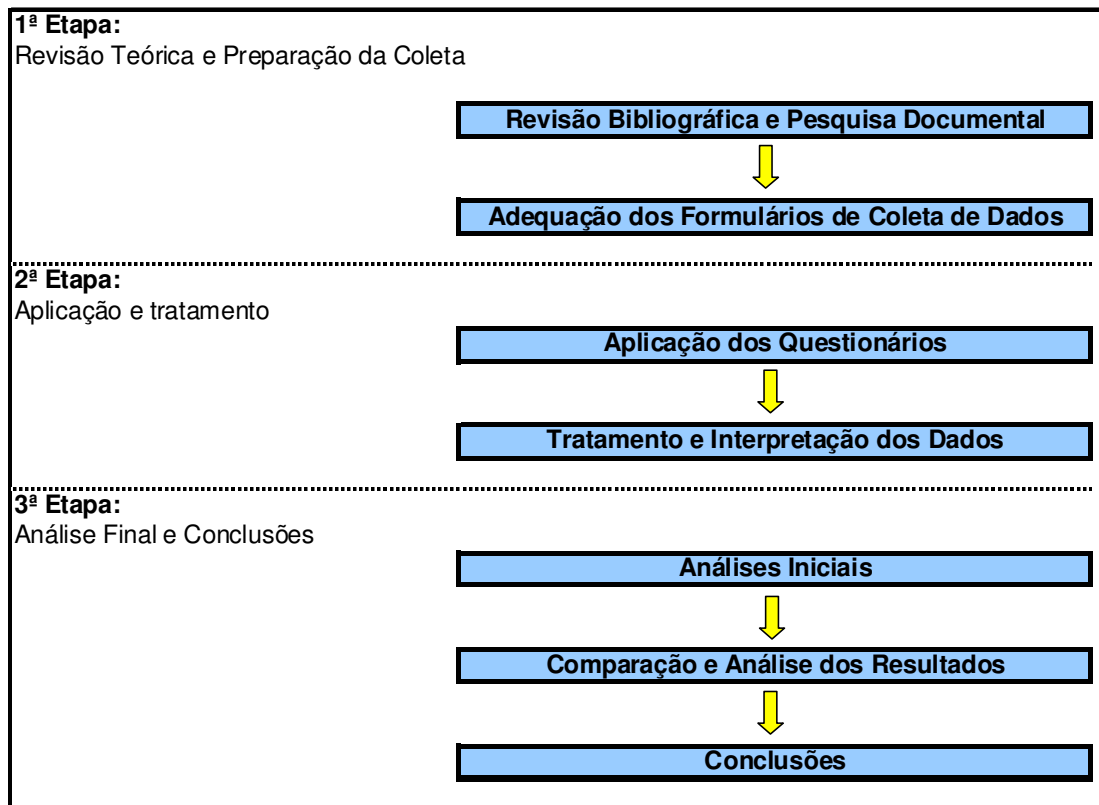 1ª Etapa:
Revisão Teórica e Preparação da Coleta
Revisão Bibliográfica e Pesquisa Documental
Adequação dos Formulários de Coleta de Dados
2ª Etapa:
Aplicação e tratamento
Aplicação dos Questionários
Tratamento e Interpretação dos Dados
3ª Etapa:
Análise Final e Conclusões
Análises Iniciais
Comparação e Análise dos Resultados
Conclusões